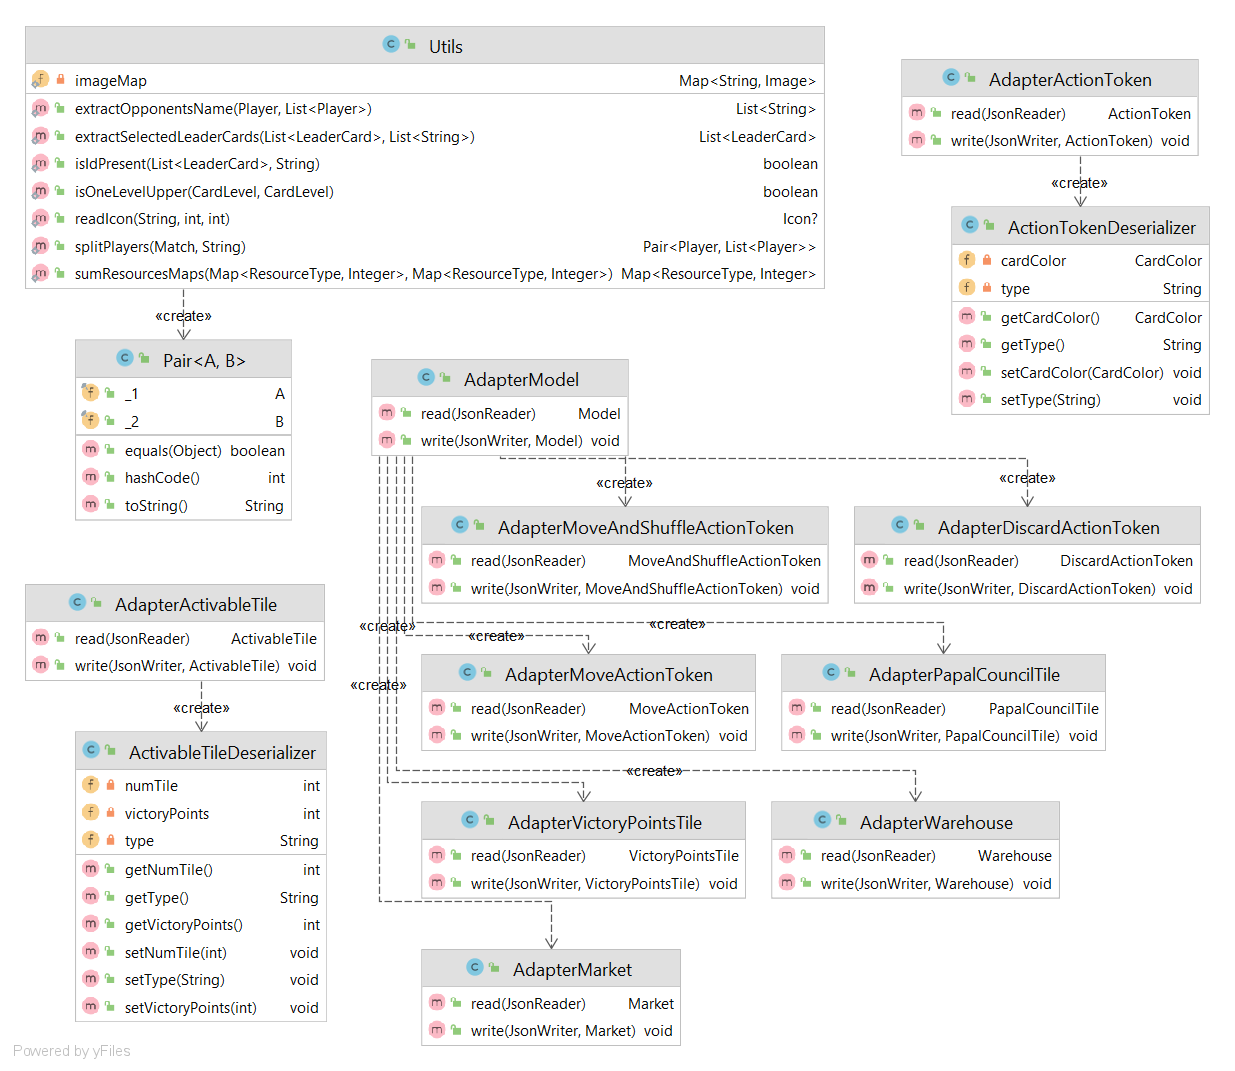 Utils
imageMap Map<String, Image>
extractOpponentsName(Player, List<Player>) List<String>
extractSelectedLeaderCards(List<LeaderCard>, List<String>) List<LeaderCard>
isIdPresent(List<LeaderCard>, String) boolean
isOneLevelUpper(CardLevel, CardLevel) boolean
readIcon(String, int, int) Icon?
splitPlayers(Match, String) Pair<Player, List<Player>>
sumResourcesMaps(Map<ResourceType, Integer>, Map<ResourceType, Integer>) Map<ResourceType, Integer>
«create»
Pair<A, B>
_1 A
_2 B
equals(Object) boolean
hashCode() int
toString() String
AdapterActionToken
read(JsonReader) ActionToken
write(JsonWriter, ActionToken) void
«create»
ActionTokenDeserializer
cardColor CardColor
type String
getCardColor() CardColor
getType() String
setCardColor(CardColor) void
setType(String) void
AdapterModel
read(JsonReader) Model
write(JsonWriter, Model) void
«create»
«create»
AdapterMoveAndShuffleActionToken
read(JsonReader) MoveAndShuffleActionToken
write(JsonWriter, MoveAndShuffleActionToken) void
AdapterDiscardActionToken
read(JsonReader) DiscardActionToken
write(JsonWriter, DiscardActionToken) void
AdapterActivableTile
read(JsonReader) ActivableTile
write(JsonWriter, ActivableTile) void
«create»
ActivableTileDeserializer
numTile int
victoryPoints int
type String
getNumTile() int
getType() String
getVictoryPoints() int
setNumTile(int) void
setType(String) void
setVictoryPoints(int) void
«create»
«create»
«create»
AdapterMoveActionToken
read(JsonReader) MoveActionToken
write(JsonWriter, MoveActionToken) void
AdapterPapalCouncilTile
read(JsonReader) PapalCouncilTile
write(JsonWriter, PapalCouncilTile) void
«create»
«create»
AdapterVictoryPointsTile
read(JsonReader) VictoryPointsTile
write(JsonWriter, VictoryPointsTile) void
AdapterWarehouse
read(JsonReader) Warehouse
write(JsonWriter, Warehouse) void
AdapterMarket
read(JsonReader) Market
write(JsonWriter, Market) void
Powered by yFiles